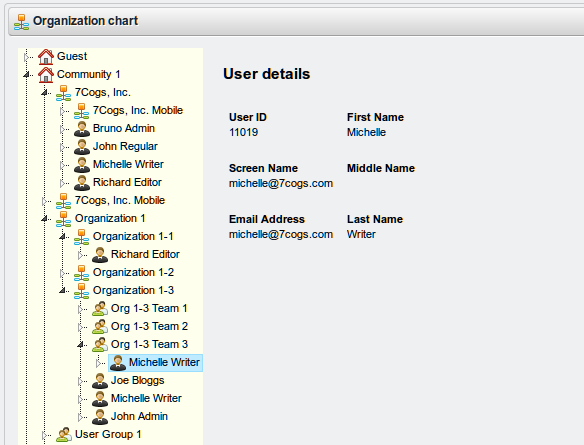 Organization chart
Guest
Community 1
7Cogs, Inc.
7Cogs, Inc. Mobile
Bruno Admin
John Regular
Michelle Writer
Richard Editor
7Cogs, Inc. Mobile
Organization 1
Organization 1-1
Richard Editor
Organization 1-2
Organization 1-3
Org 1-3 Team 1
Org 1-3 Team 2
Org 1-3 Team 3
Michelle Writer
Joe Bloggs
Michelle Writer
John Admin
User Group 1
User details
User ID First Name
11019 Michelle
Screen Name Middle Name
michelle@7cogs.com
Email Address Last Name
michelle@7cogs.com Writer